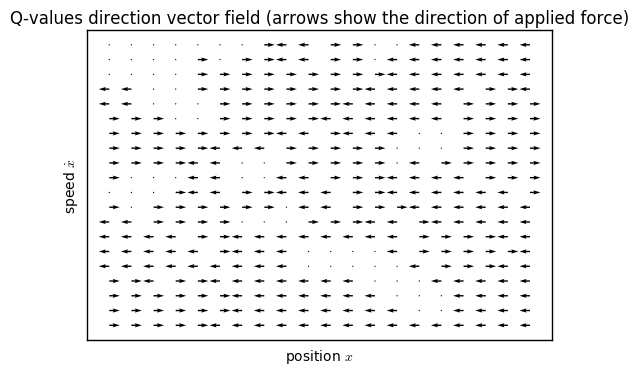 Q-values direction vector field (arrows show the direction of applied force)
speed ẋ
position x